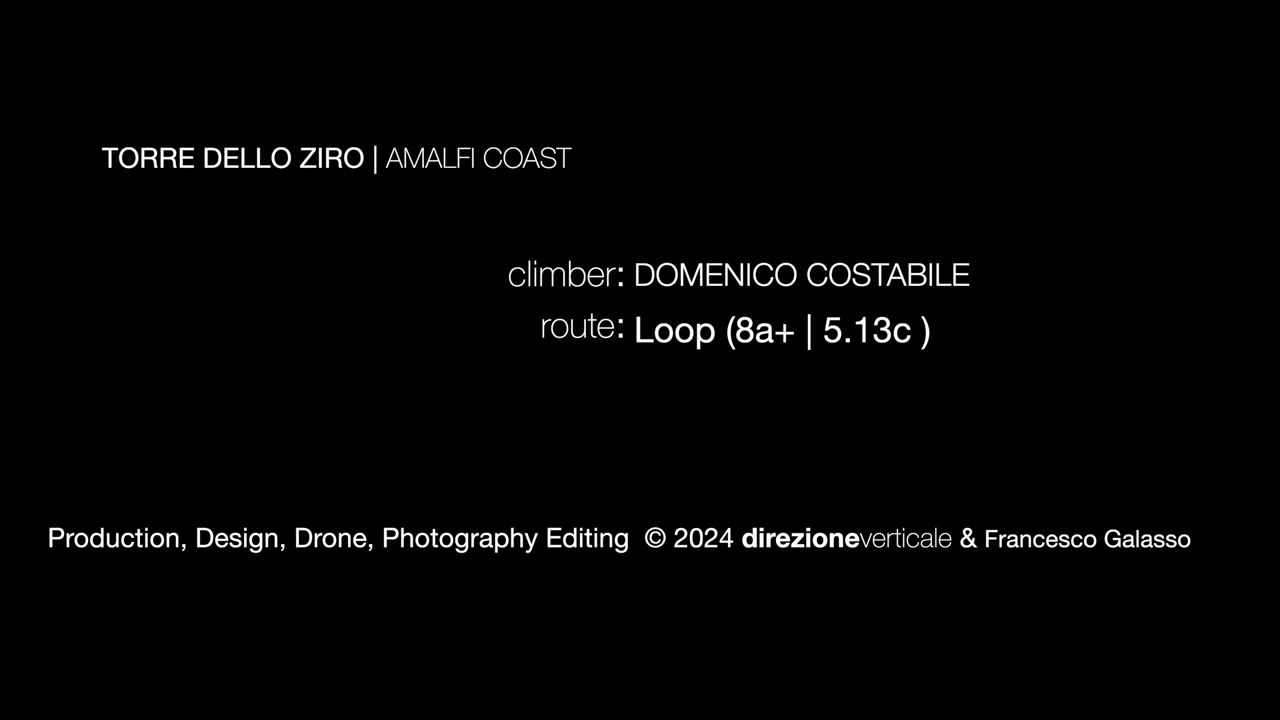 TORRE DELLO ZIRO | AMALFI COAST
climber: DOMENICO COSTABILE
route: Loop (8a+ | 5.13c )
Production, Design, Drone, Photography Editing © 2024 direzioneverticale & Francesco Galasso